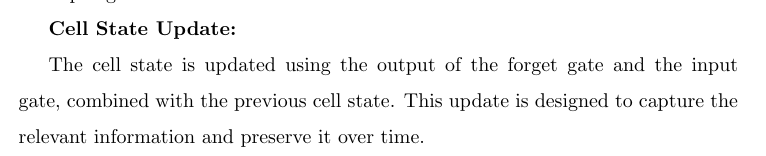 Cell State Update:
The cell state is updated using the output of the forget gate and the input
gate, combined with the previous cell state. This update is designed to capture the
relevant information and preserve it over time.